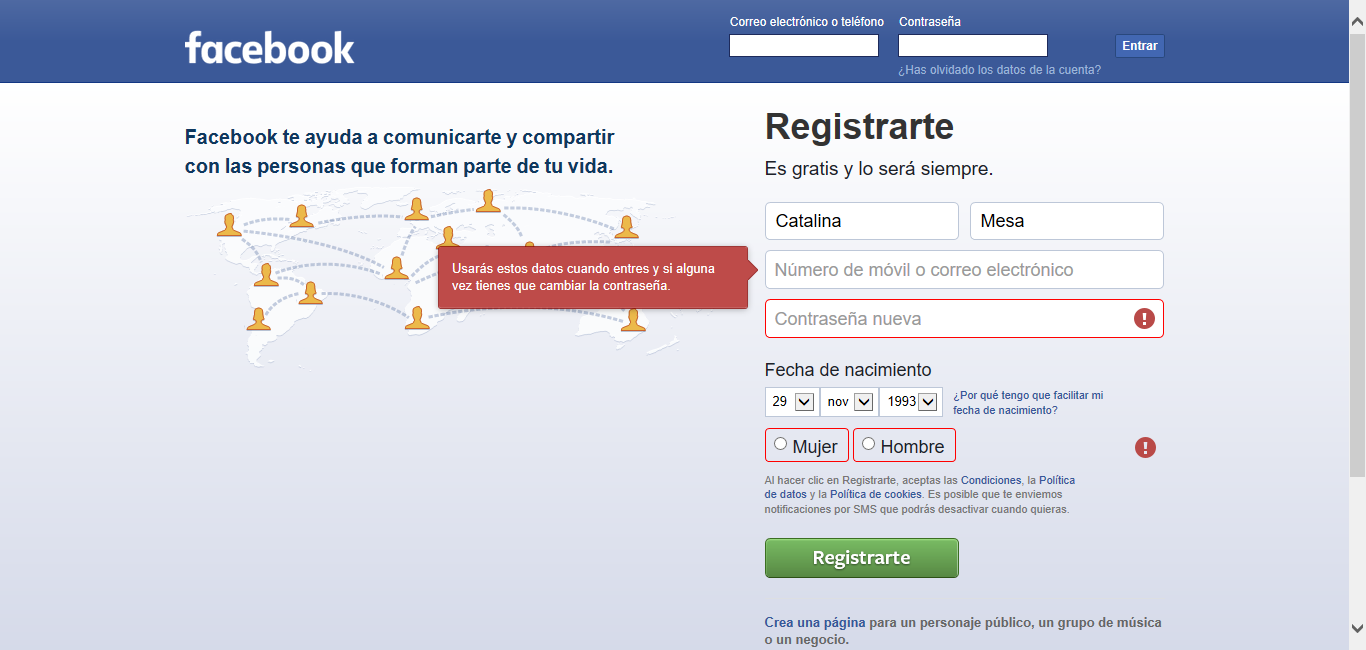 facebook
Correo electrónico o teléfono
Contraseña
Entrar
¿Has olvidado los datos de la cuenta?
Facebook te ayuda a comunicarte y compartir
con las personas que forman parte de tu vida.
Usarás estos datos cuando entres y si alguna
vez tienes que cambiar la contraseña.
Registrarte
Es gratis y lo será siempre.
Catalina
Mesa
Número de móvil o correo electrónico
Contraseña nueva
Fecha de nacimiento
29 nov 1993
¿Por qué tengo que facilitar mi
fecha de nacimiento?
Mujer
Hombre
Al hacer clic en Registrarte, aceptas las Condiciones, la Política
de datos y la Política de cookies. Es posible que te enviemos
notificaciones por SMS que podrás desactivar cuando quieras.
Registrarte
Crea una página para un personaje público, un grupo de música
o un negocio.